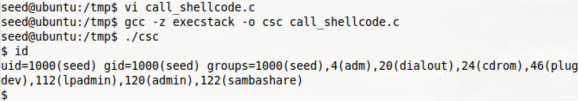 seed@ubuntu:/tmp$ vi call_shellcode.c
seed@ubuntu:/tmp$ gcc -z execstack -o csc call_shellcode.c
seed@ubuntu:/tmp$ ./csc
$ id
uid=1000(seed) gid=1000(seed) groups=1000(seed),4(adm),20(dialout),24(cdrom),46(plug
dev),112(lpadmin),120(admin),122(sambashare)
$